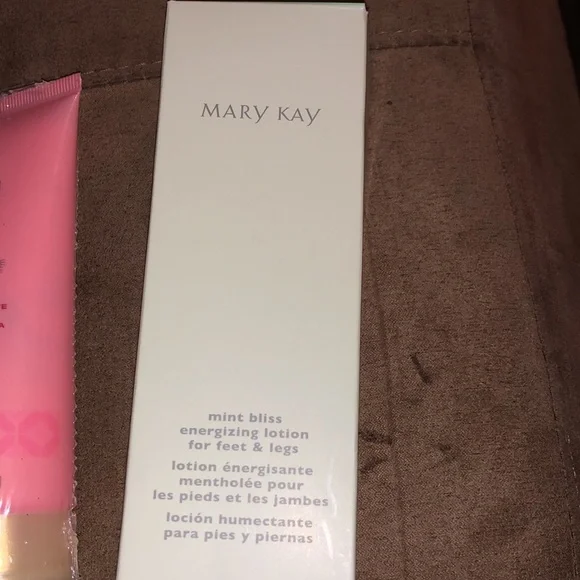 MARY KAY
mint bliss
energizing lotion
for feet & legs
lotion énergisante
mentholée pour
les pieds et les jambes
loción humectante
para pies y piernas